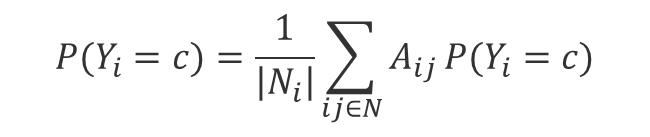 P(Y_i = c) = \frac{1}{|N_i|} \sum_{ij \in N} A_{ij} P(Y_i = c)